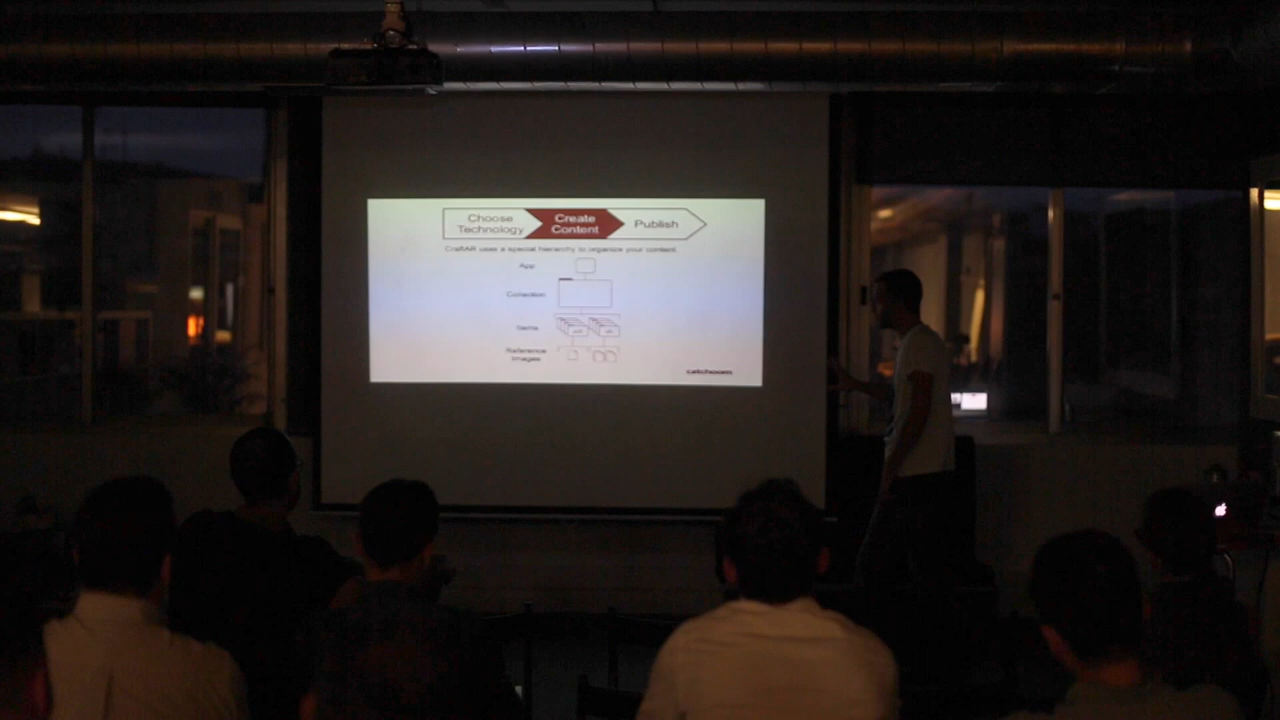 Choose
Technology
Create
Content
Publish
CraftAR uses a special hierarchy to organize your content.
App
Collection
Items
Reference
Images
catchoom